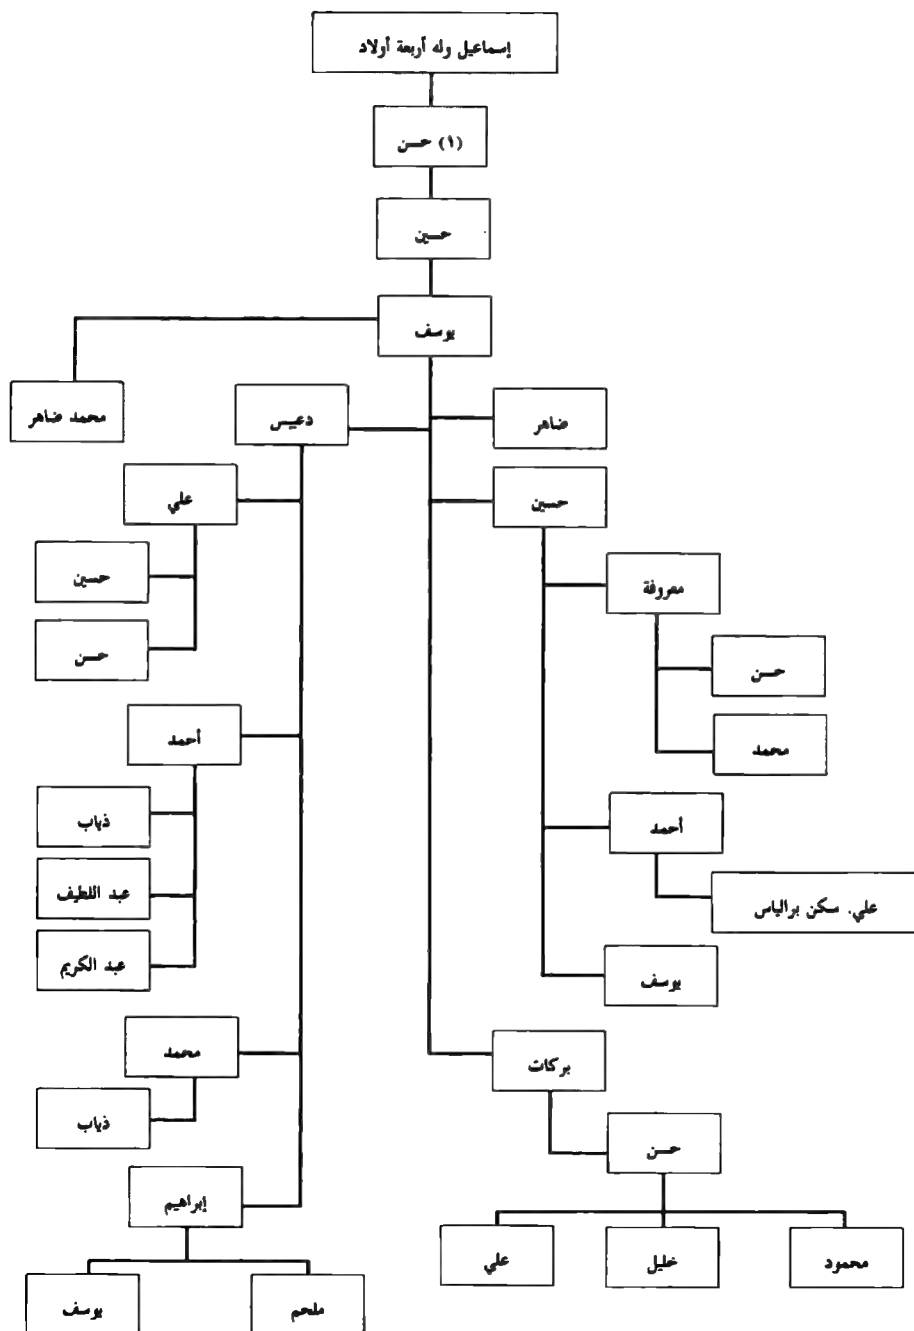 إسماعيل وله أربعة أولاد
(١) حسن
حسين
يوسف
محمد ضاهر
دعيس
ضاهر
علي
حسين
حسين
معروفة
حسن
حسن
أحمد
محمد
ذياب
أحمد
عبد اللطيف
علي. سكن برالياس
عبد الكريم
يوسف
محمد
بركات
ذياب
حسن
إبراهيم
محمود
خليل
علي
ملحم
يوسف